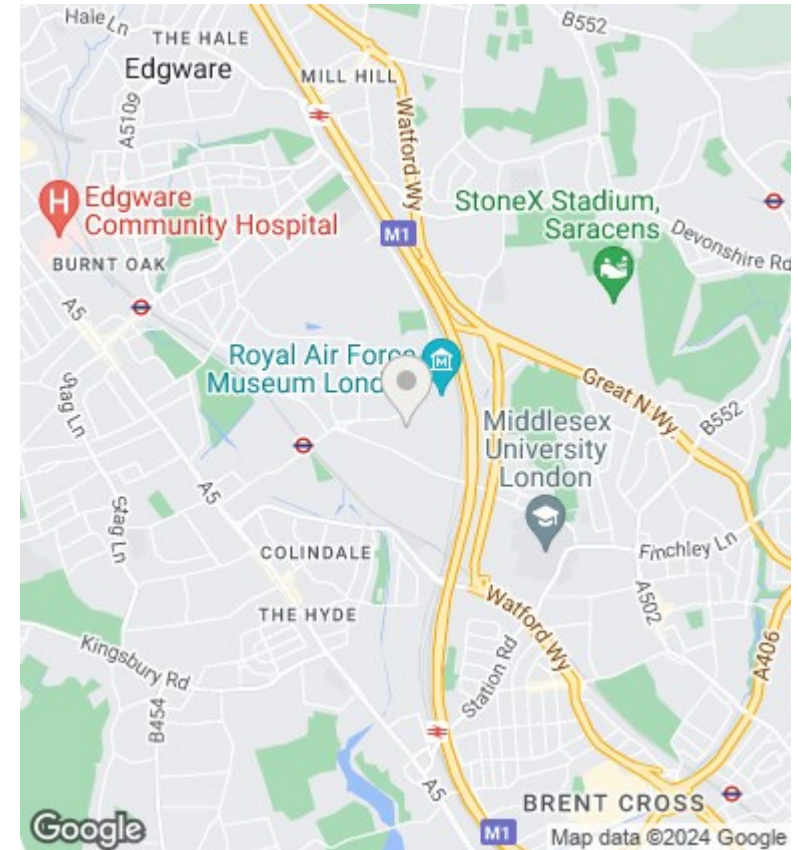 Hale Ln
THE HALE
Edgware
MILL HILL
B552
A5109
Watford Wy
Edgware
Community Hospital
M1
StoneX Stadium,
Saracens
Devonshire Rd
BURNT OAK
A5
Royal Air Force
Museum London
Great N Wy.
B552
Stag Ln
Middlesex
University
London
A5
Stag Ln
COLINDALE
Finchley Ln
A502
THE HYDE
Watford Wy
A406
Kingsbury Rd
Station Rd
B454
A5
BRENT CROSS
Google
M1
Map data ©2024 Google